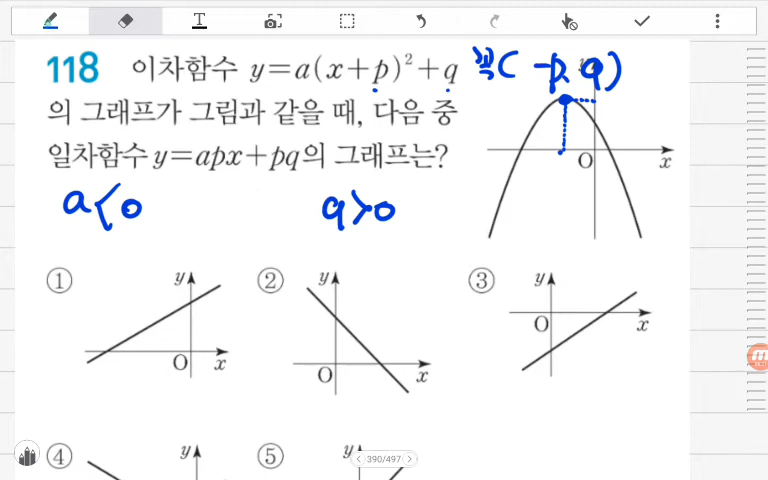 118 이차함수 y=a(x+p)²+q 꼭(-p, q)
의 그래프가 그림과 같을 때, 다음 중
일차함수 y=apx+pq의 그래프는?
O x
a<0 q>0
① y O x
② y O x
③ y O x
④ y
⑤ y
390/497